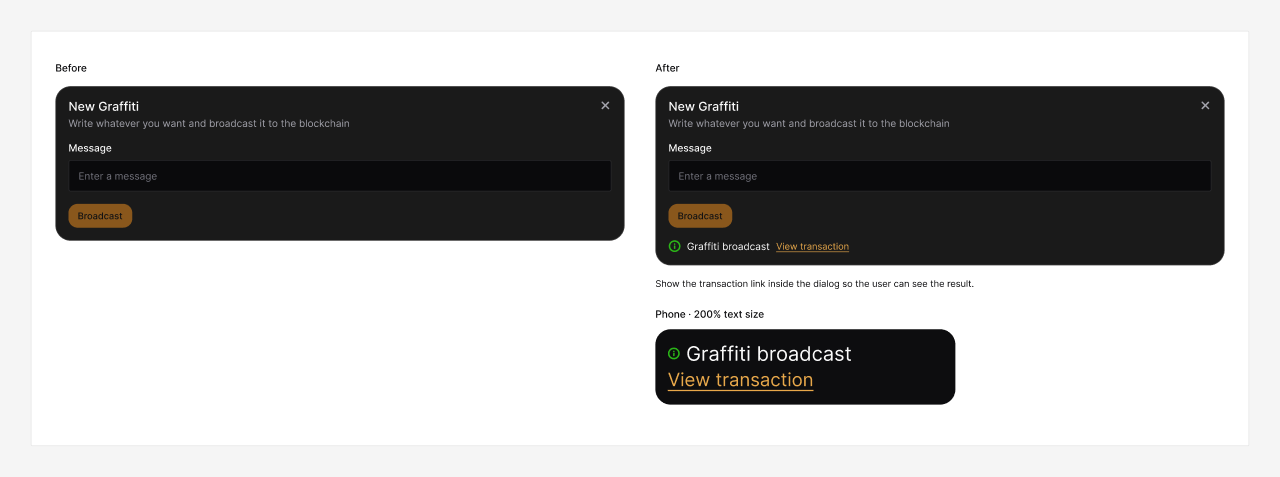 Before
New Graffiti
Write whatever you want and broadcast it to the blockchain
Message
Enter a message
Broadcast
After
New Graffiti
Write whatever you want and broadcast it to the blockchain
Message
Enter a message
Broadcast
Graffiti broadcast View transaction
Show the transaction link inside the dialog so the user can see the result.
Phone · 200% text size
Graffiti broadcast
View transaction